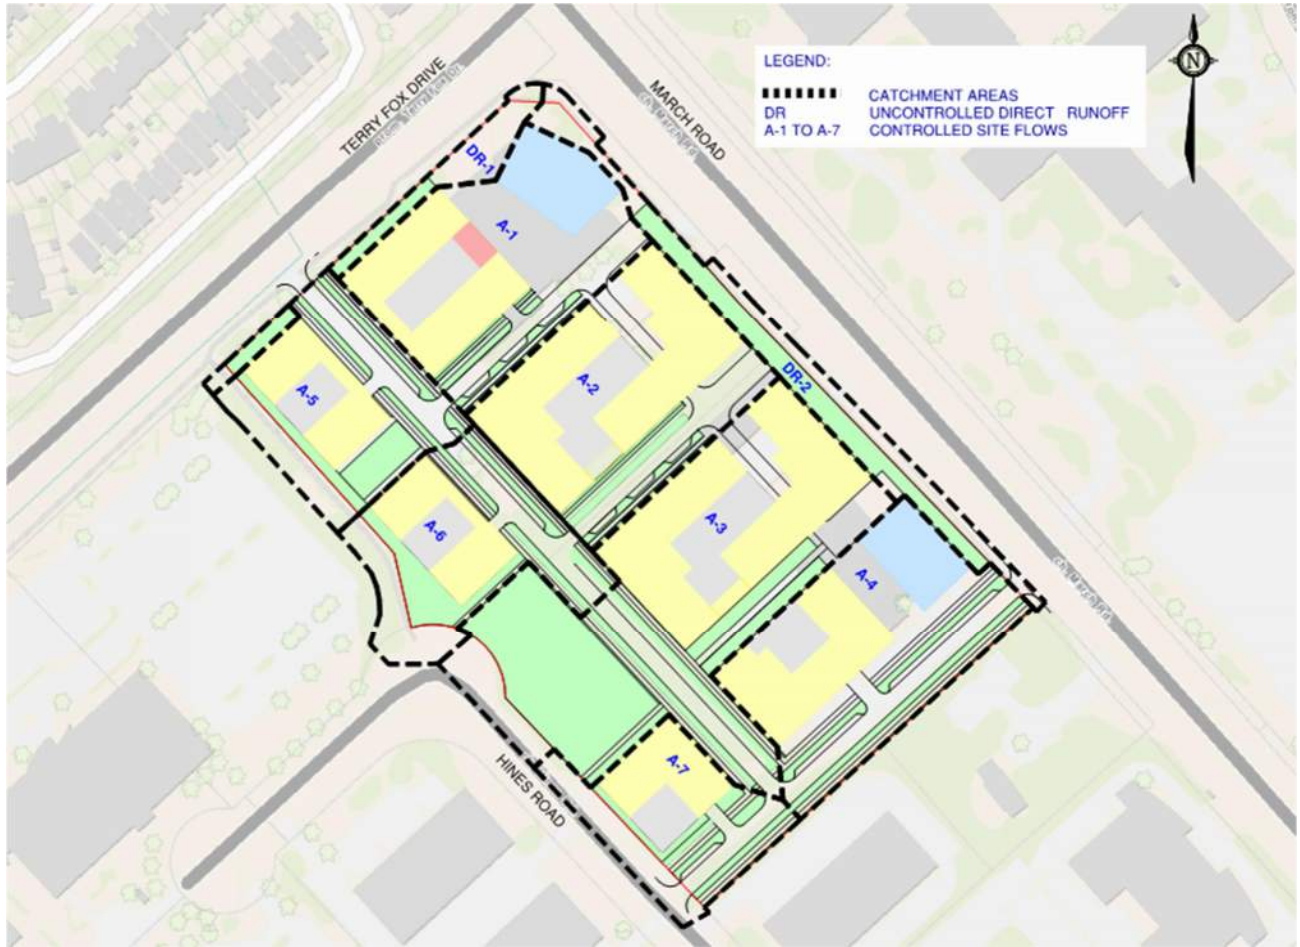 LEGEND:
CATCHMENT AREAS
DR UNCONTROLLED DIRECT RUNOFF
A-1 TO A-7 CONTROLLED SITE FLOWS
N
TERRY FOX DRIVE
MARCH ROAD
DR-1
A-1
A-2
DR-2
A-5
A-3
A-6
A-4
A-7
HINES ROAD